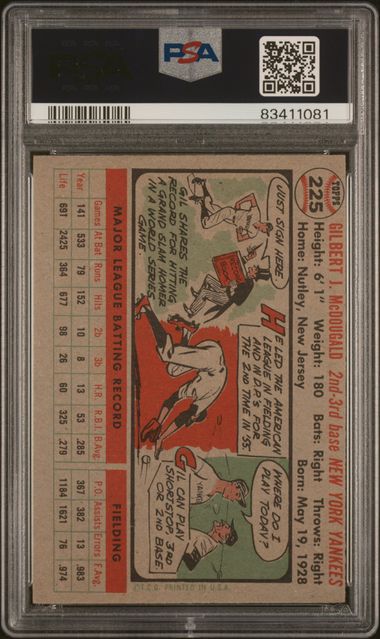 PSA
PSA
83411081
TOPPS
225
GILBERT J. McDOUGALD 2nd-3rd base NEW YORK YANKEES
Height: 6'1" Weight: 180 Bats: Right Throws: Right
Home: Nutley, New Jersey Born: May 19, 1928
JUST SIGN HERE
GIL SHARES THE
RECORD FOR HITTING
A GRAND SLAM HOMER
IN A WORLD SERIES
GAME.
HE LED THE AMERICAN
LEAGUE IN FIELDING
AND IN D.P.'S FOR
THE 2ND TIME IN '55.
WHERE DO I
PLAY TODAY?
YANKS
GIL CAN PLAY
SHORTSTOP, 3RD
OR 2ND BASE.
MAJOR LEAGUE BATTING RECORD FIELDING
Games At Bat Runs Hits 2b 3b H.R. R.B.I. B.Avg. P.O. Assists Errors F.Avg.
Year 141 533 79 152 10 8 13 53 .285 367 382 13 .983
Life 691 2425 364 677 98 26 60 325 .279 1184 1621 76 .974
©T.C.G. PRINTED IN U.S.A.